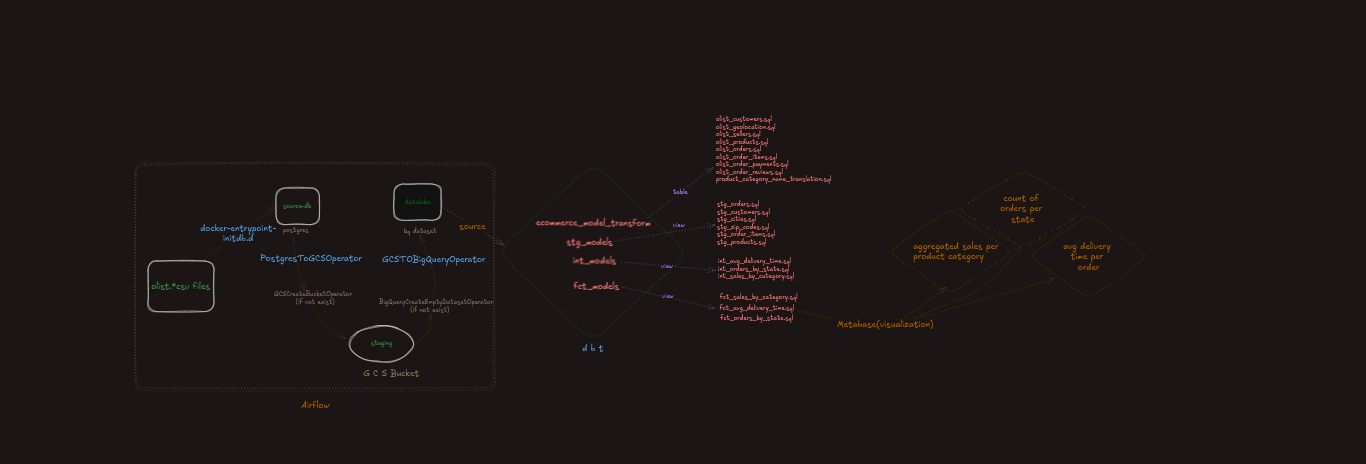 olist_customers.sql
olist_geolocation.sql
olist_sellers.sql
olist_products.sql
olist_orders.sql
olist_order_items.sql
olist_order_payments.sql
olist_order_reviews.sql
product_category_name_translation.sql
table
source-db
postgres
database
bq dataset
docker-entrypoint-
initdb.d
source
PostgresToGCSOperator
GCSTOBigQueryOperator
olist.*csv files
GCSCreateBucketOperator
(if not exist)
BigQueryCreateEmptyDatasetOperator
(if not exist)
staging
G C S Bucket
Airflow
ecommerce_model_transform
stg_models
int_models
fct_models
d b t
view
stg_orders.sql
stg_customers.sql
stg_cities.sql
stg_zip_codes.sql
stg_order_items.sql
stg_products.sql
view
int_avg_delivery_time.sql
int_orders_by_state.sql
int_sales_by_category.sql
view
fct_sales_by_category.sql
fct_avg_delivery_time.sql
fct_orders_by_state.sql
Metabase(visualization)
aggregated sales per
product category
count of
orders per
state
avg delivery
time per
order